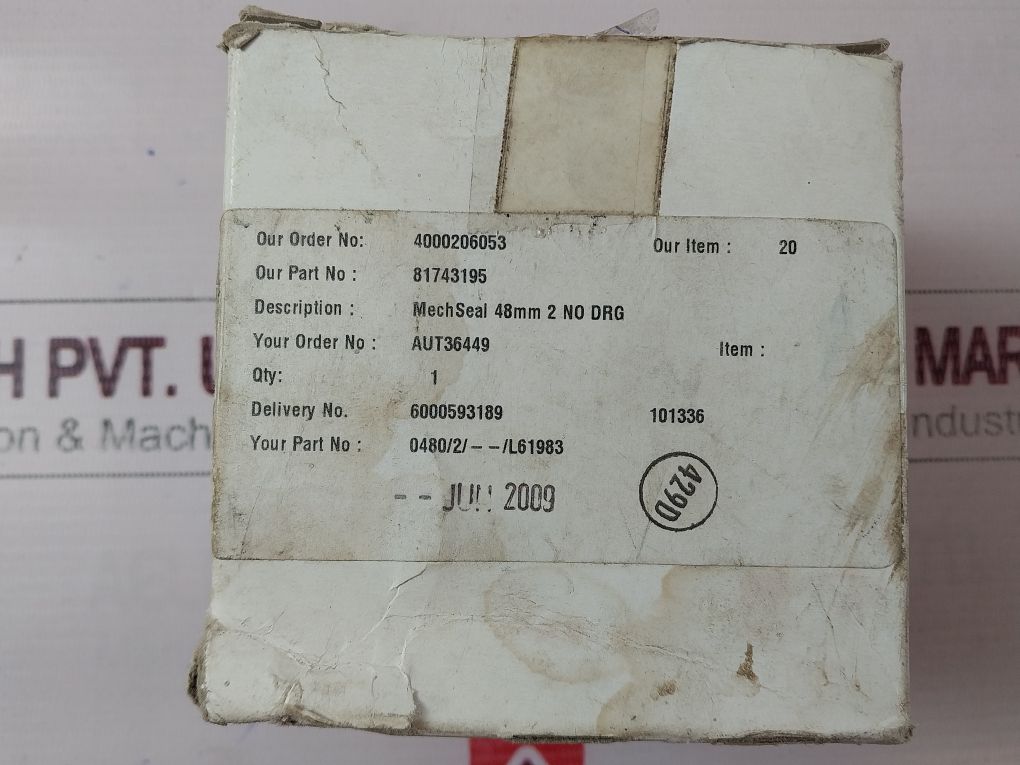 Our Order No: 4000206053 Our Item : 20
Our Part No : 81743195
Description : MechSeal 48mm 2 NO DRG
Your Order No : AUT36449 Item :
Qty: 1
Delivery No. 6000593189 101336
Your Part No : 0480/2/- -/L61983
- - JUN 2009
429D
H PVT. MAR
on & Mach ndust